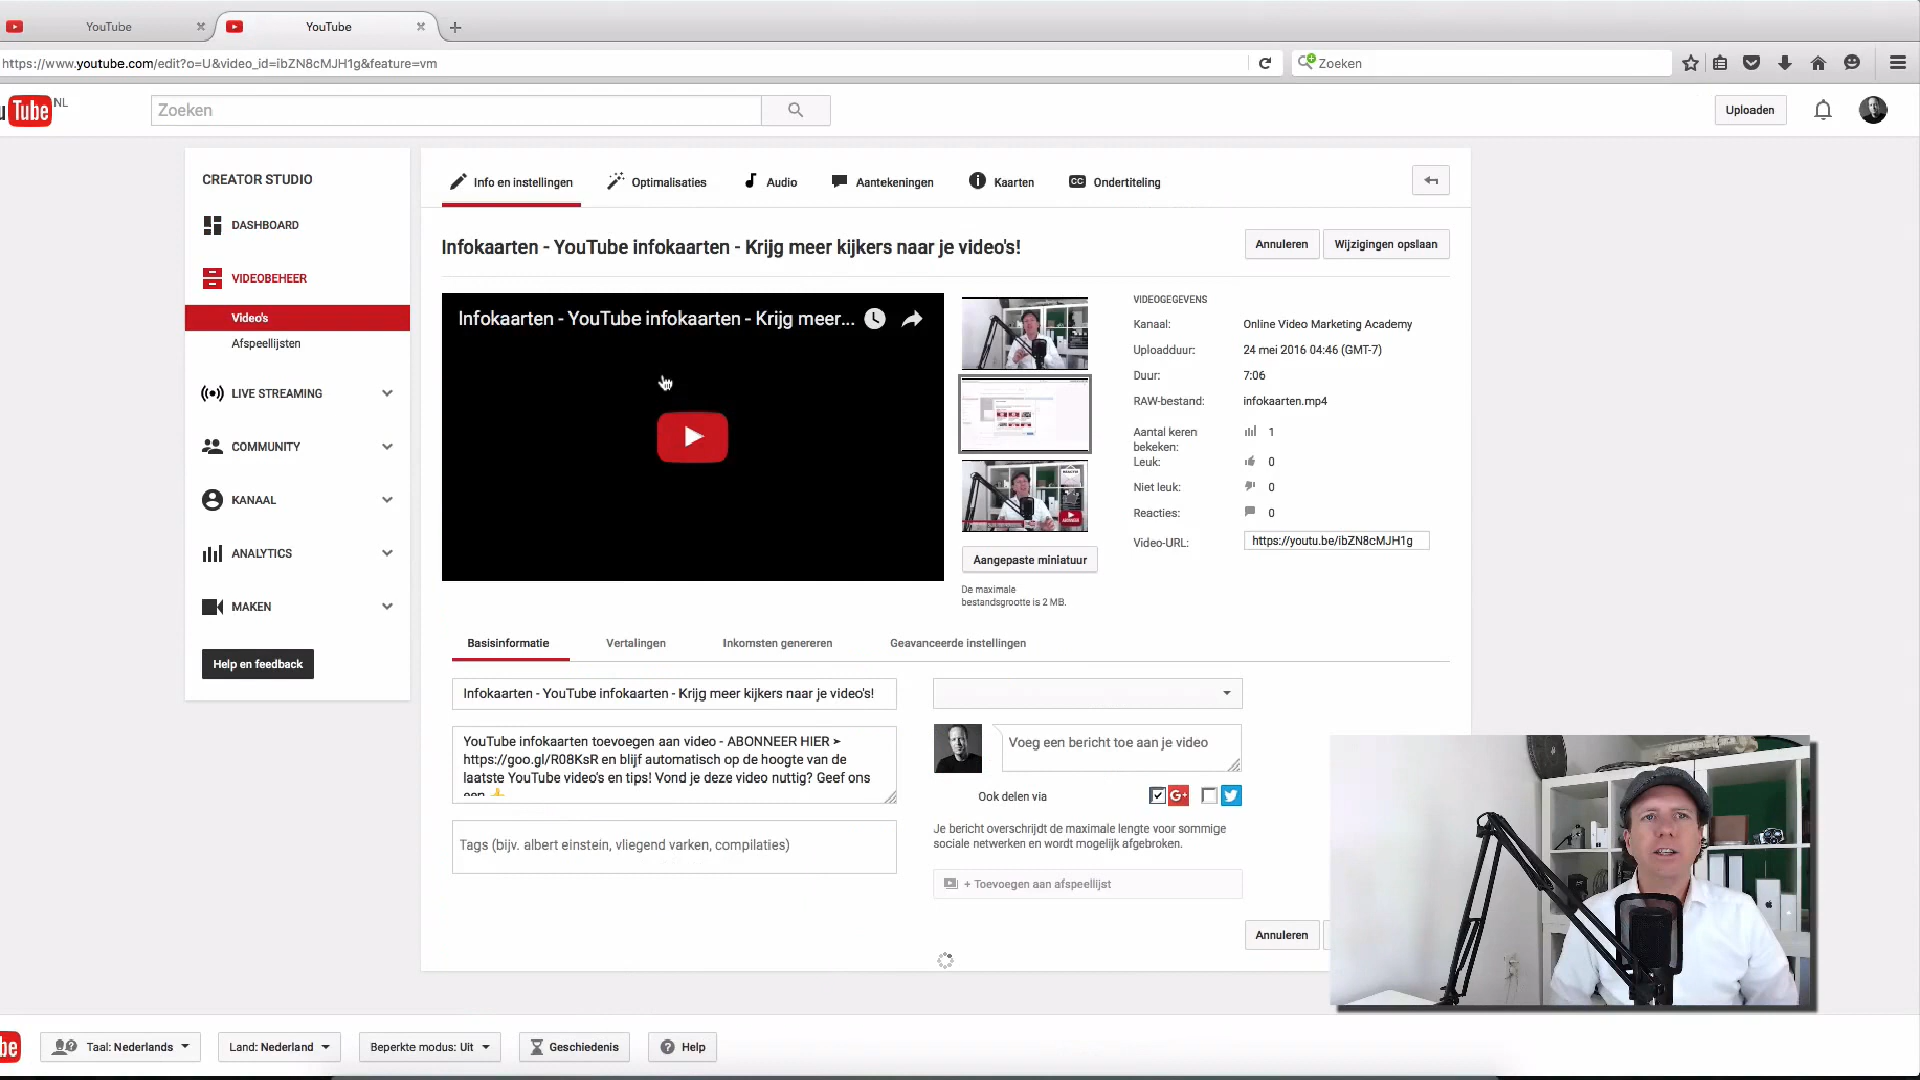 YouTube
YouTube
https://www.youtube.com/edit?o=U&video_id=ibZN8cMJH1g&feature=vm
Zoeken
Tube NL
Zoeken
Uploaden
CREATOR STUDIO
DASHBOARD
VIDEOBEHEER
Video's
Afspeellijsten
LIVE STREAMING
COMMUNITY
KANAAL
ANALYTICS
MAKEN
Help en feedback
Info en instellingen
Optimalisaties
Audio
Aantekeningen
Kaarten
CC Ondertiteling
Infokaarten - YouTube infokaarten - Krijg meer kijkers naar je video's!
Annuleren
Wijzigingen opslaan
Infokaarten - YouTube infokaarten - Krijg meer...
Aangepaste miniatuur
De maximale
bestandsgrootte is 2 MB.
VIDEOGEGEVENS
Kanaal: Online Video Marketing Academy
Uploadduur: 24 mei 2016 04:46 (GMT-7)
Duur: 7:06
RAW-bestand: infokaarten.mp4
Aantal keren
bekeken: 1
Leuk: 0
Niet leuk: 0
Reacties: 0
Video-URL: https://youtu.be/ibZN8cMJH1g
Basisinformatie
Vertalingen
Inkomsten genereren
Geavanceerde instellingen
Infokaarten - YouTube infokaarten - Krijg meer kijkers naar je video's!
YouTube infokaarten toevoegen aan video - ABONNEER HIER ➢
https://goo.gl/R08KsR en blijf automatisch op de hoogte van de
laatste YouTube video's en tips! Vond je deze video nuttig? Geef ons
een 👍
Tags (bijv. albert einstein, vliegend varken, compilaties)
Voeg een bericht toe aan je video
Ook delen via
G+
Je bericht overschrijdt de maximale lengte voor sommige
sociale netwerken en wordt mogelijk afgebroken.
+ Toevoegen aan afspeellijst
Annuleren
Taal: Nederlands
Land: Nederland
Beperkte modus: Uit
Geschiedenis
Help